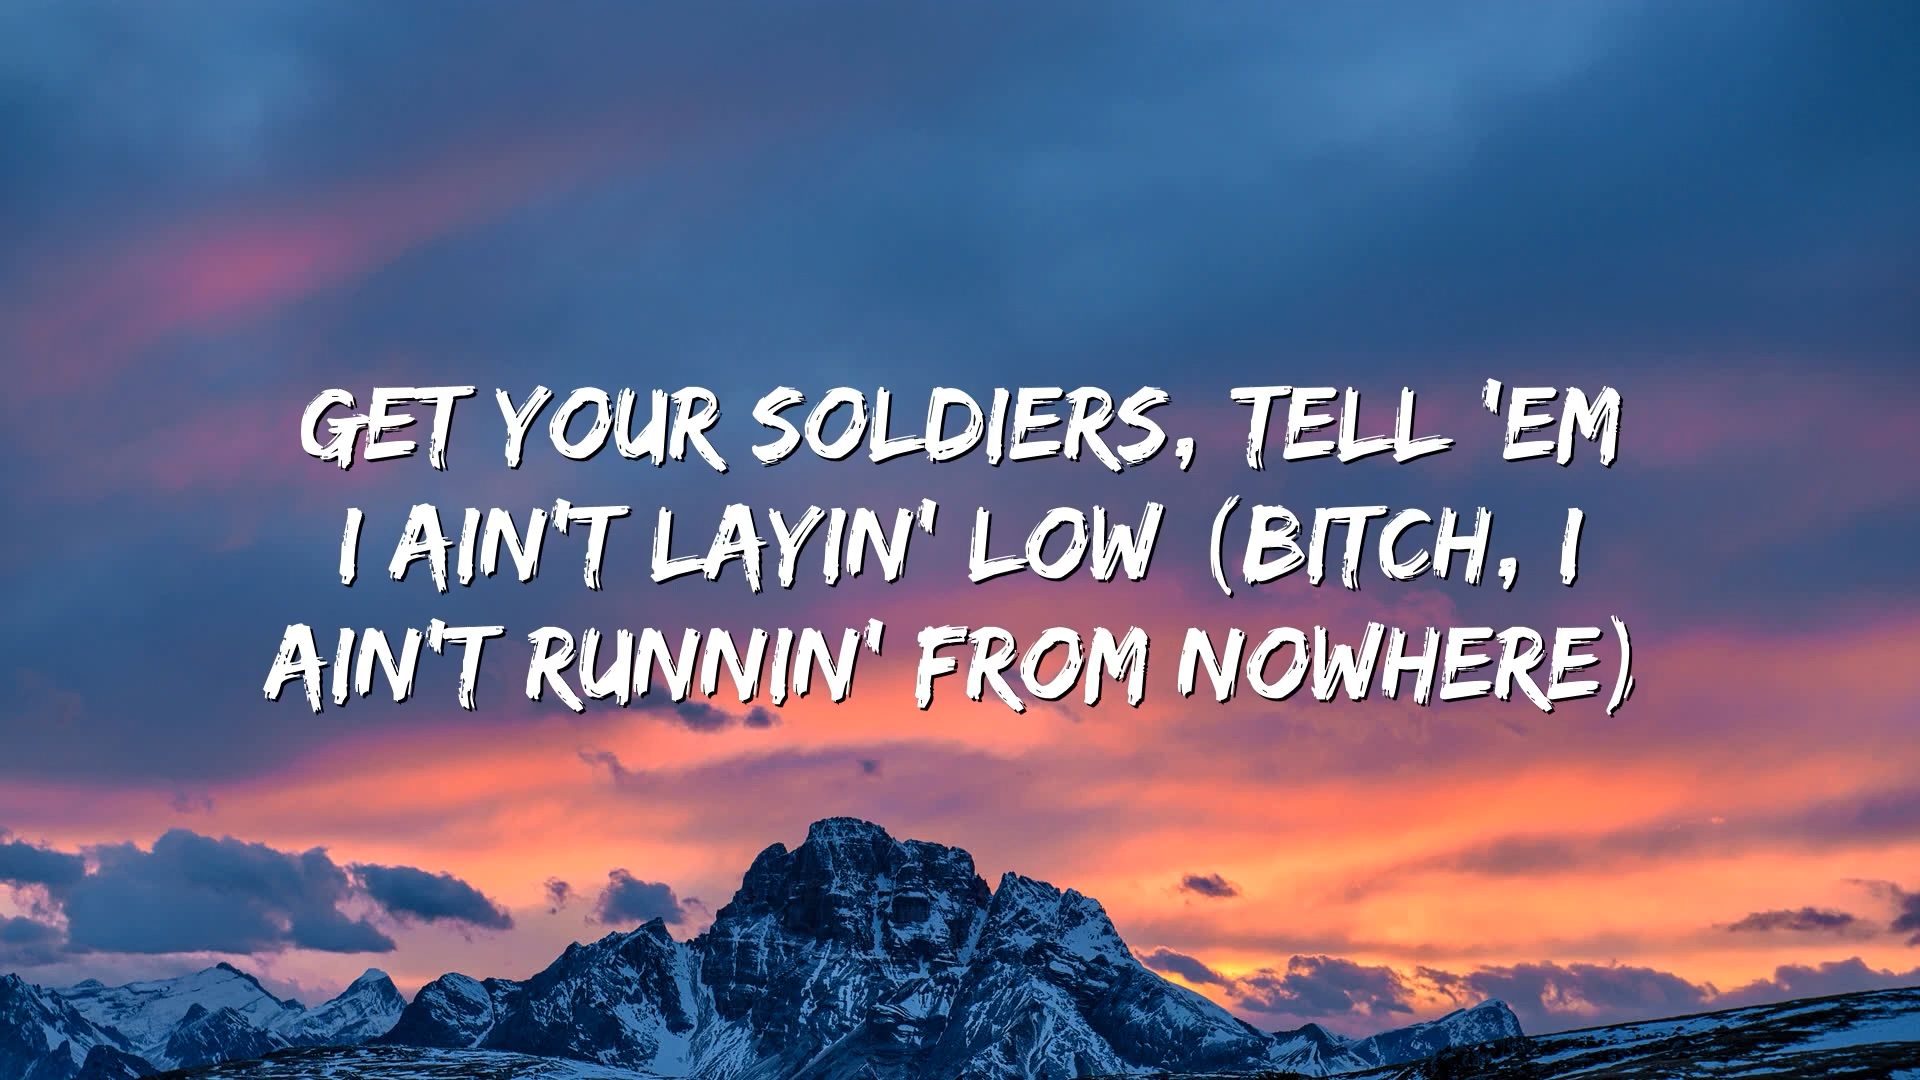 GET YOUR SOLDIERS, TELL 'EM
I AIN'T LAYIN' LOW (BITCH, I
AIN'T RUNNIN' FROM NOWHERE)